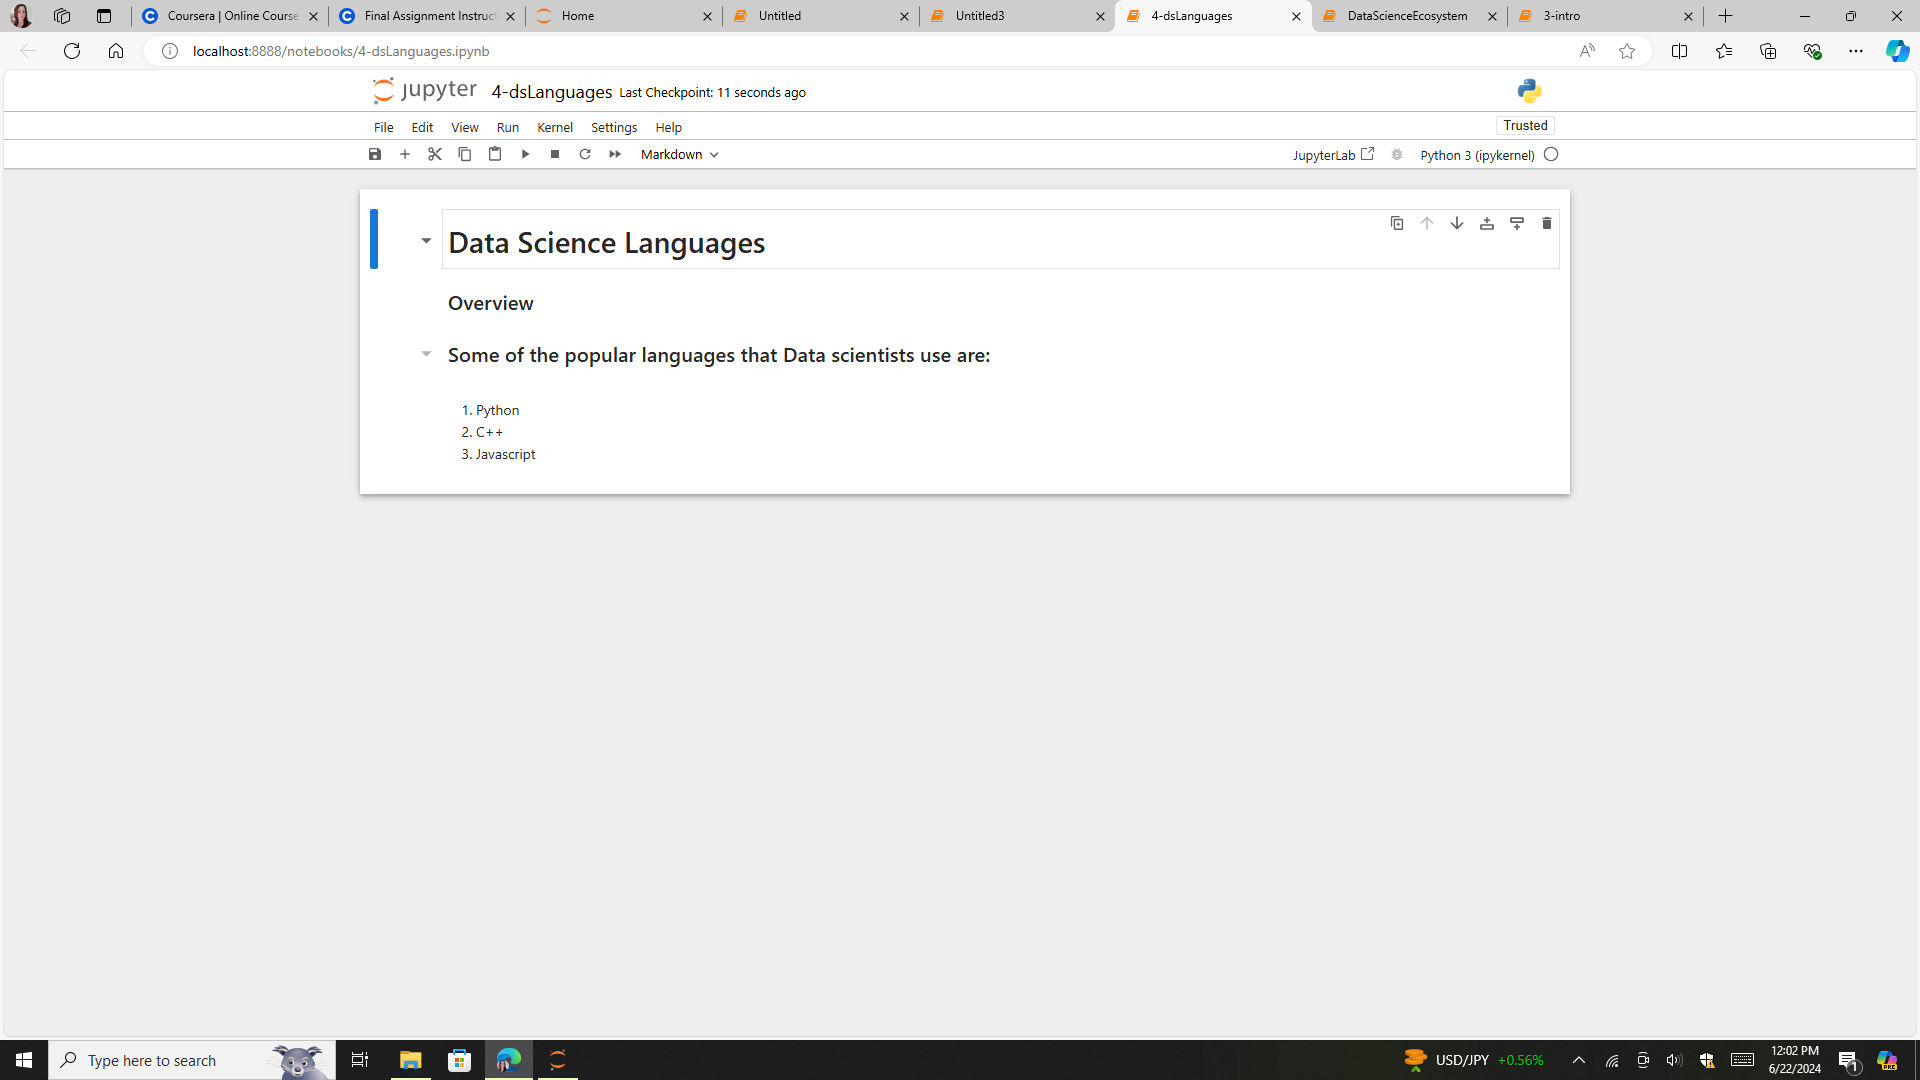 Coursera | Online Course
Final Assignment Instruct
Home
Untitled
Untitled3
4-dsLanguages
DataScienceEcosystem
3-intro
localhost:8888/notebooks/4-dsLanguages.ipynb
jupyter 4-dsLanguages Last Checkpoint: 11 seconds ago
File Edit View Run Kernel Settings Help
Trusted
Markdown
JupyterLab
Python 3 (ipykernel)
Data Science Languages
Overview
Some of the popular languages that Data scientists use are:
1. Python
2. C++
3. Javascript
Type here to search
USD/JPY +0.56%
12:02 PM
6/22/2024
1
PRE